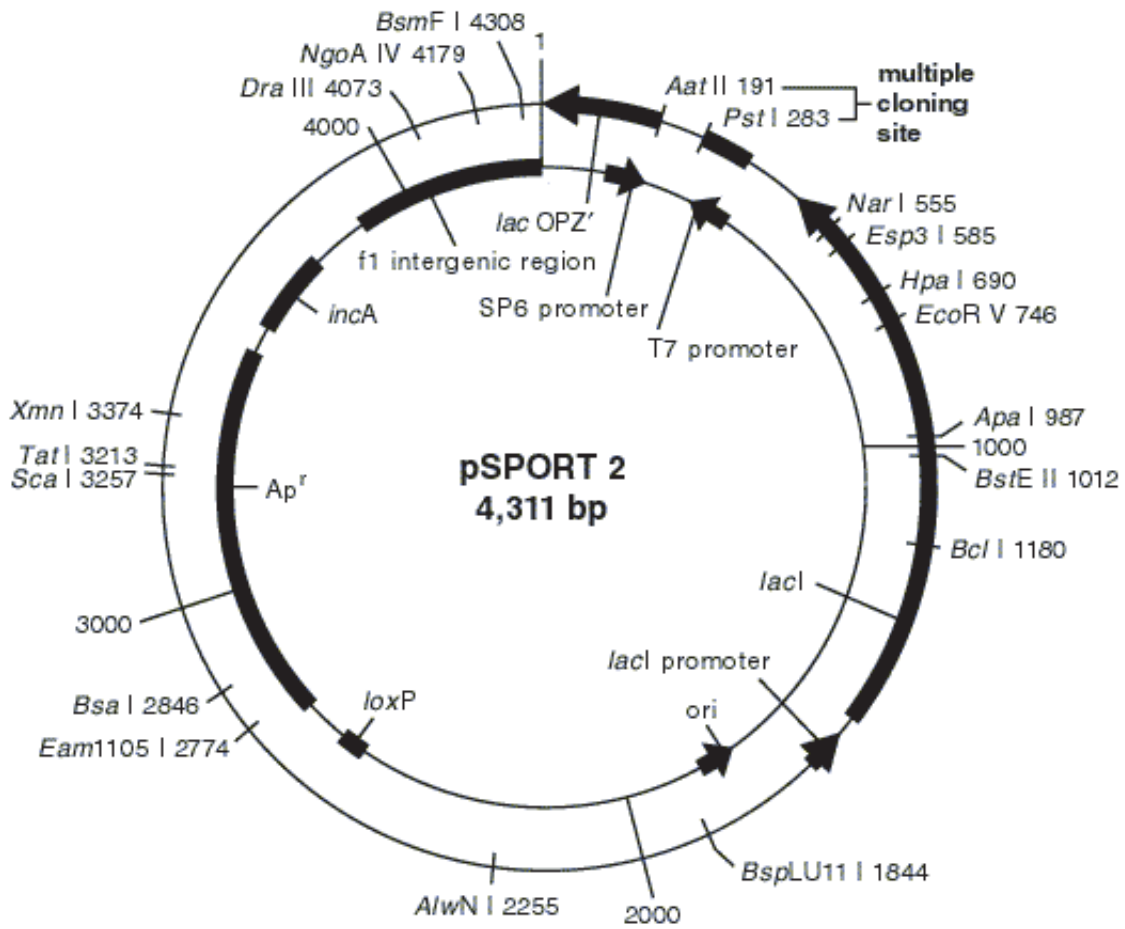 BsmF I 4308
1
NgoA IV 4179
Dra III 4073
4000
Aat II 191
Pst I 283
multiple
cloning
site
lac OPZ′
f1 intergenic region
SP6 promoter
T7 promoter
incA
Nar I 555
Esp3 I 585
Hpa I 690
EcoR V 746
Xmn I 3374
Tat I 3213
Sca I 3257
Apʳ
pSPORT 2
4,311 bp
Apa I 987
1000
BstE II 1012
Bcl I 1180
lacI
lacI promoter
ori
loxP
3000
Bsa I 2846
Eam1105 I 2774
AlwN I 2255
2000
BspLU11 I 1844